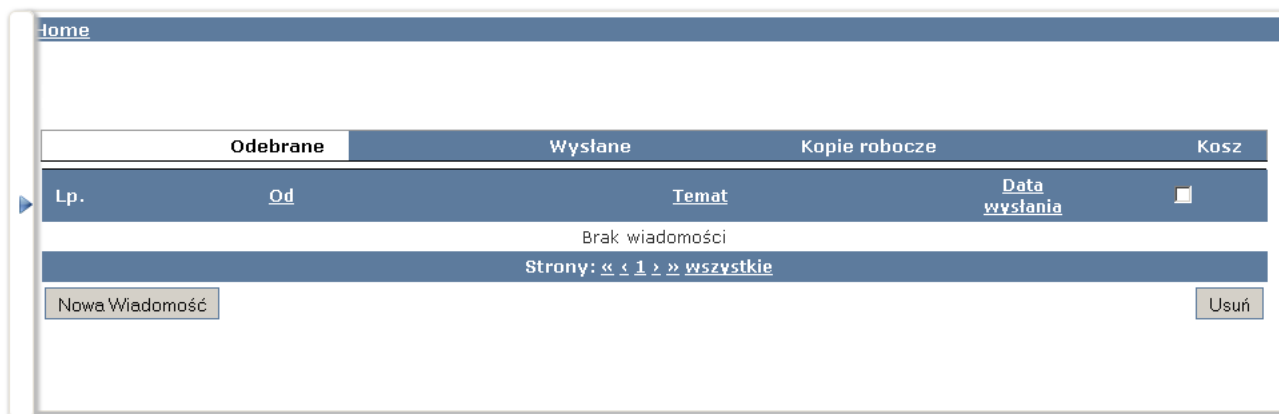 Home
Odebrane Wysłane Kopie robocze Kosz
Lp. Od Temat Data wysłania
Brak wiadomości
Strony: « ‹ 1 › » wszystkie
Nowa Wiadomość Usuń